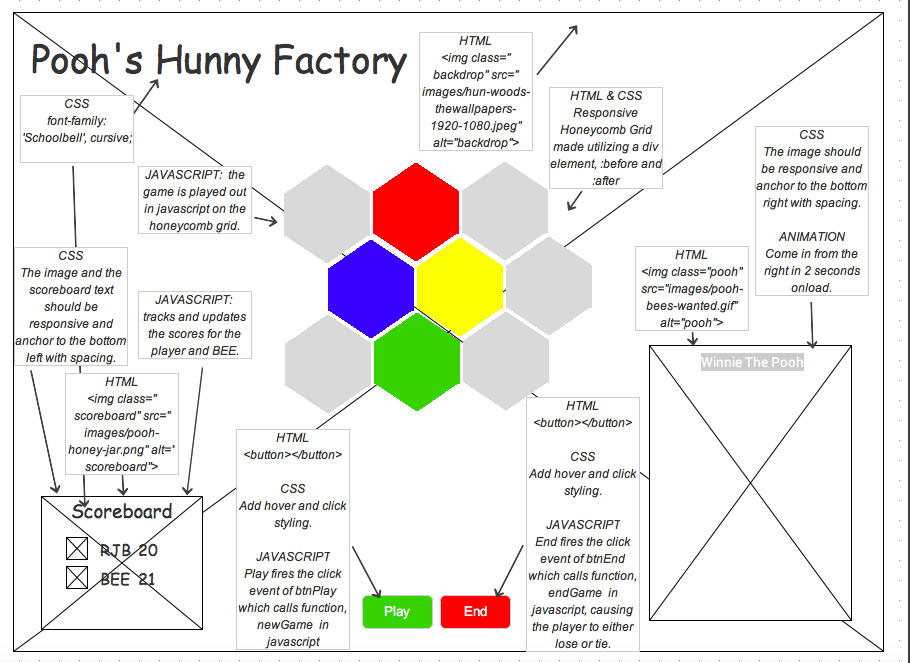 Pooh's Hunny Factory
CSS
font-family:
'Schoolbell', cursive;
HTML
<img class="
backdrop" src="
images/hun-woods-
thewallpapers-
1920-1080.jpeg"
alt="backdrop">
HTML & CSS
Responsive
Honeycomb Grid
made utilizing a div
element, :before and
:after
CSS
The image should
be responsive and
anchor to the bottom
right with spacing.
ANIMATION
Come in from the
right in 2 seconds
onload.
JAVASCRIPT: the
game is played out
in javascript on the
honeycomb grid.
CSS
The image and the
scoreboard text
should be
responsive and
anchor to the bottom
left with spacing.
JAVASCRIPT:
tracks and updates
the scores for the
player and BEE.
HTML
<img class="pooh"
src="images/pooh-
bees-wanted.gif"
alt="pooh">
HTML
<img class="
scoreboard" src="
images/pooh-
honey-jar.png" alt="
scoreboard">
Winnie The Pooh
HTML
<button></button>
CSS
Add hover and click
styling.
JAVASCRIPT
Play fires the click
event of btnPlay
which calls function,
newGame in
javascript
HTML
<button></button>
CSS
Add hover and click
styling.
JAVASCRIPT
End fires the click
event of btnEnd
which calls function,
endGame in
javascript, causing
the player to either
lose or tie.
Scoreboard
RJB 20
BEE 21
Play
End